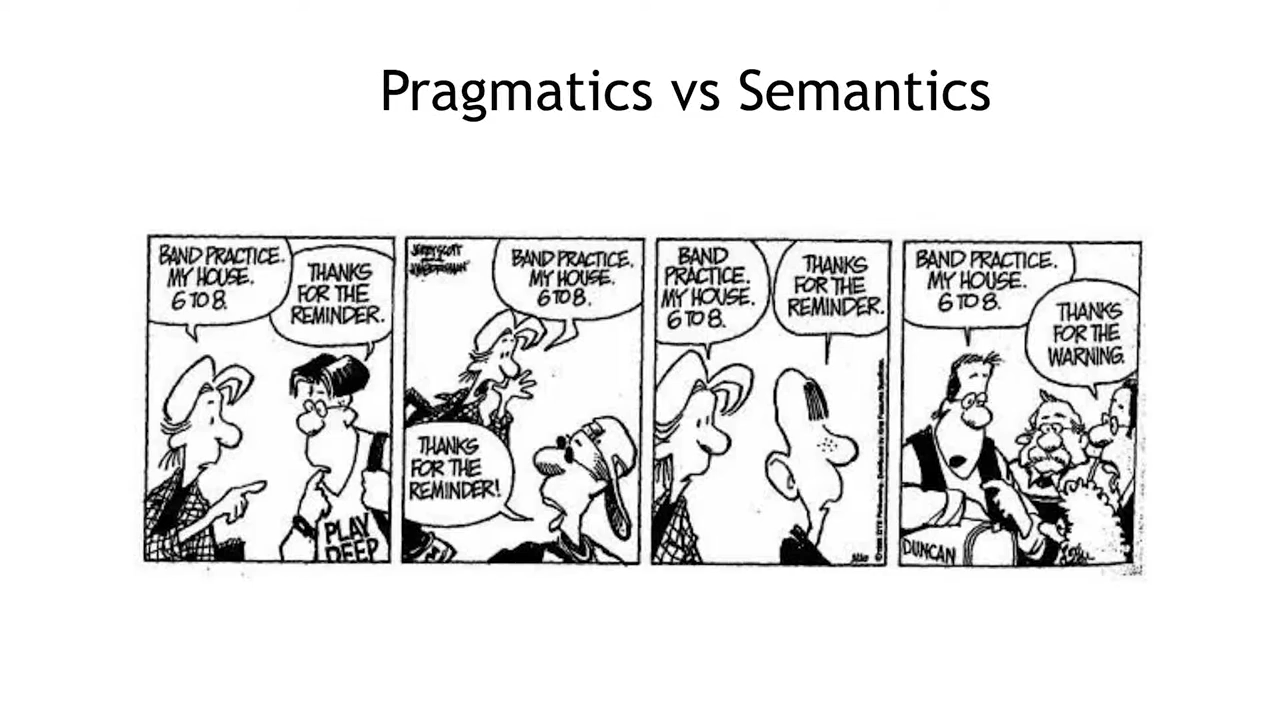 Pragmatics vs Semantics
BAND PRACTICE.
MY HOUSE.
6 TO 8.
THANKS
FOR THE
REMINDER.
PLAY
DEEP
JERRY SCOTT
BAND PRACTICE.
MY HOUSE.
6 TO 8.
THANKS
FOR THE
REMINDER!
BAND
PRACTICE.
MY HOUSE.
6 TO 8.
THANKS
FOR THE
REMINDER.
BAND PRACTICE.
MY HOUSE.
6 TO 8.
THANKS
FOR THE
WARNING.
DUNCAN